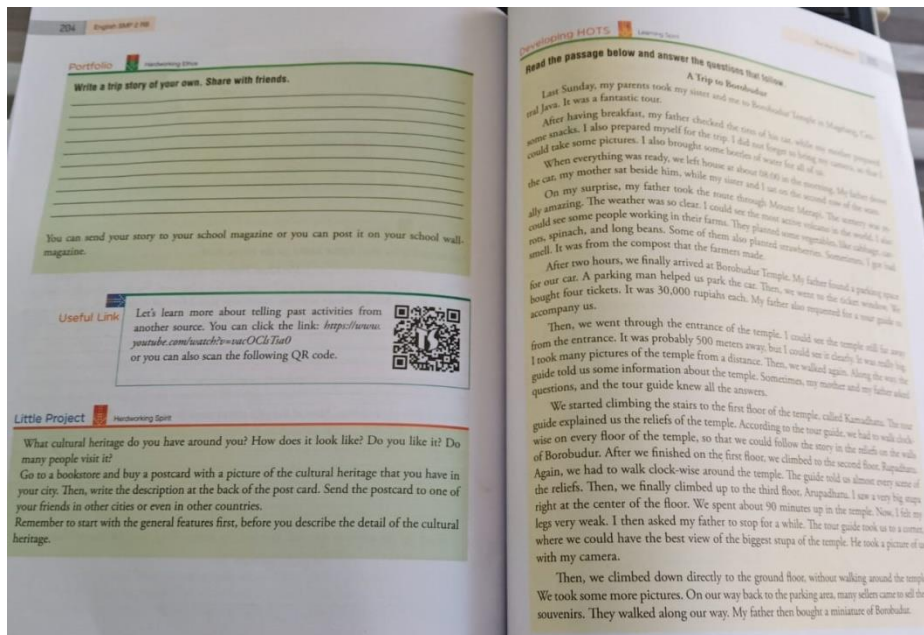 204 English SMP 2 RB
Portfolio Hardworking Ethos
Write a trip story of your own. Share with friends.
You can send your story to your school magazine or you can post it on your school wall-
magazine.
Useful Link
Let's learn more about telling past activities from
another source. You can click the link: https://www.
youtube.com/watch?v=
or you can also scan the following QR code.
Little Project Hardworking Spirit
What cultural heritage do you have around you? How does it look like? Do you like it? Do
many people visit it?
Go to a bookstore and buy a postcard with a picture of the cultural heritage that you have in
your city. Then, write the description at the back of the post card. Send the postcard to one of
your friends in other cities or even in other countries.
Remember to start with the general features first, before you describe the detail of the cultural
heritage.
Developing HOTS Learning Spirit
Read the passage below and answer the questions that follow.
A Trip to Borobudur
Last Sunday, my parents took my sister and me to Borobudur Temple in Magelang, Cen-
tral Java. It was a fantastic tour.
After having breakfast, my father checked the tires of his car, while my mother prepared
some snacks. I also prepared myself for the trip. I did not forget to bring my camera, so that I
could take some pictures. I also brought some bottles of water for all of us.
When everything was ready, we left house at about 08.00 in the morning. My father drove
the car, my mother sat beside him, while my sister and I sat on the second row of the seats.
On my surprise, my father took the route through Mount Merapi. The scenery was re-
ally amazing. The weather was so clear. I could see the most active volcano in the world. I also
could see some people working in their farms. They planted some vegetables, like cabbage, car-
rots, spinach, and long beans. Some of them also planted strawberries. Sometimes, I got bad
smell. It was from the compost that the farmers made.
After two hours, we finally arrived at Borobudur Temple. My father found a parking space
for our car. A parking man helped us park the car. Then, we went to the ticket window. We
bought four tickets. It was 30,000 rupiahs each. My father also requested for a tour guide to
accompany us.
Then, we went through the entrance of the temple. I could see the temple still far away
from the entrance. It was probably 500 meters away, but I could see it clearly. It was really big.
I took many pictures of the temple from a distance. Then, we walked again. Along the way, the
guide told us some information about the temple. Sometimes, my mother and my father asked
questions, and the tour guide knew all the answers.
We started climbing the stairs to the first floor of the temple, called Kamadhatu. The tour
guide explained us the reliefs of the temple. According to the tour guide, we had to walk clock-
wise on every floor of the temple, so that we could follow the story in the reliefs on the walls
of Borobudur. After we finished on the first floor, we climbed to the second floor, Rupadhatu.
Again, we had to walk clock-wise around the temple. The guide told us almost every scene of
the reliefs. Then, we finally climbed up to the third floor, Arupadhatu. I saw a very big stupa
right at the center of the floor. We spent about 90 minutes up in the temple. Now, I felt my
legs very weak. I then asked my father to stop for a while. The tour guide took us to a corner,
where we could have the best view of the biggest stupa of the temple. He took a picture of us
with my camera.
Then, we climbed down directly to the ground floor, without walking around the temple.
We took some more pictures. On our way back to the parking area, many sellers came to sell the
souvenirs. They walked along our way. My father then bought a miniature of Borobudur.